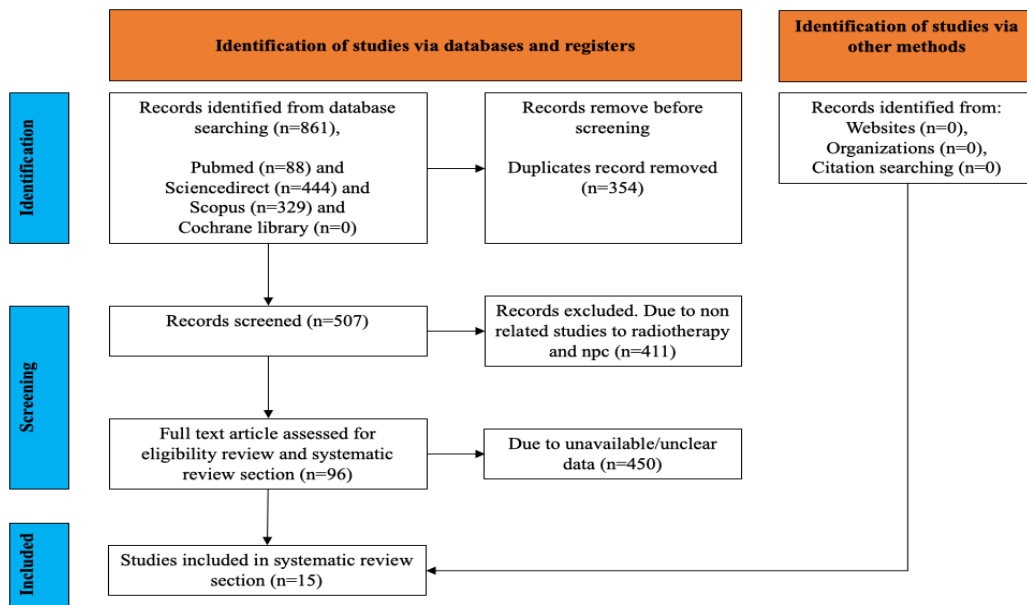 Identification of studies via databases and registers
Identification of studies via
other methods
Identification
Records identified from database
searching (n=861),
Pubmed (n=88) and
Sciencedirect (n=444) and
Scopus (n=329) and
Cochrane library (n=0)
Records remove before
screening
Duplicates record removed
(n=354)
Records identified from:
Websites (n=0),
Organizations (n=0),
Citation searching (n=0)
Screening
Records screened (n=507)
Records excluded. Due to non
related studies to radiotherapy
and npc (n=411)
Full text article assessed for
eligibility review and systematic
review section (n=96)
Due to unavailable/unclear
data (n=450)
Included
Studies included in systematic review
section (n=15)